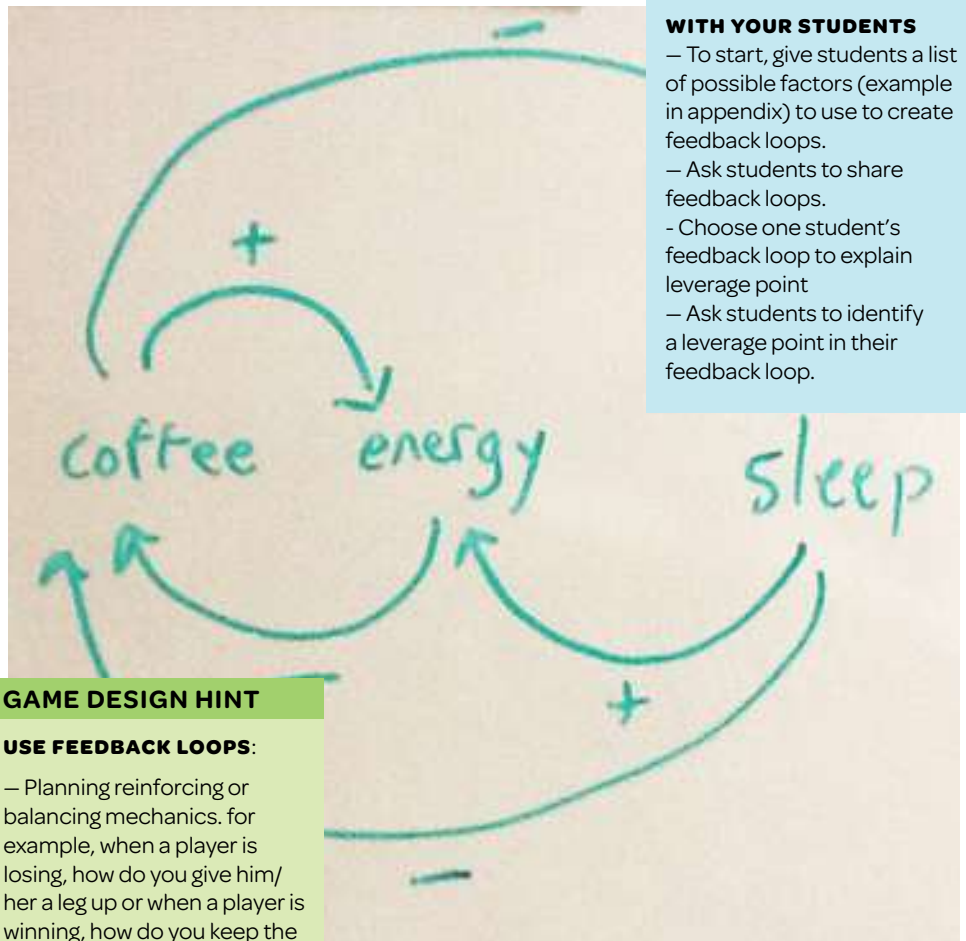 WITH YOUR STUDENTS
— To start, give students a list
of possible factors (example
in appendix) to use to create
feedback loops.
— Ask students to share
feedback loops.
- Choose one student's
feedback loop to explain
leverage point
— Ask students to identify
a leverage point in their
feedback loop.
−
+
coffee energy sleep
−
+
−
GAME DESIGN HINT
USE FEEDBACK LOOPS:
— Planning reinforcing or
balancing mechanics. for
example, when a player is
losing, how do you give him/
her a leg up or when a player is
winning, how do you keep the